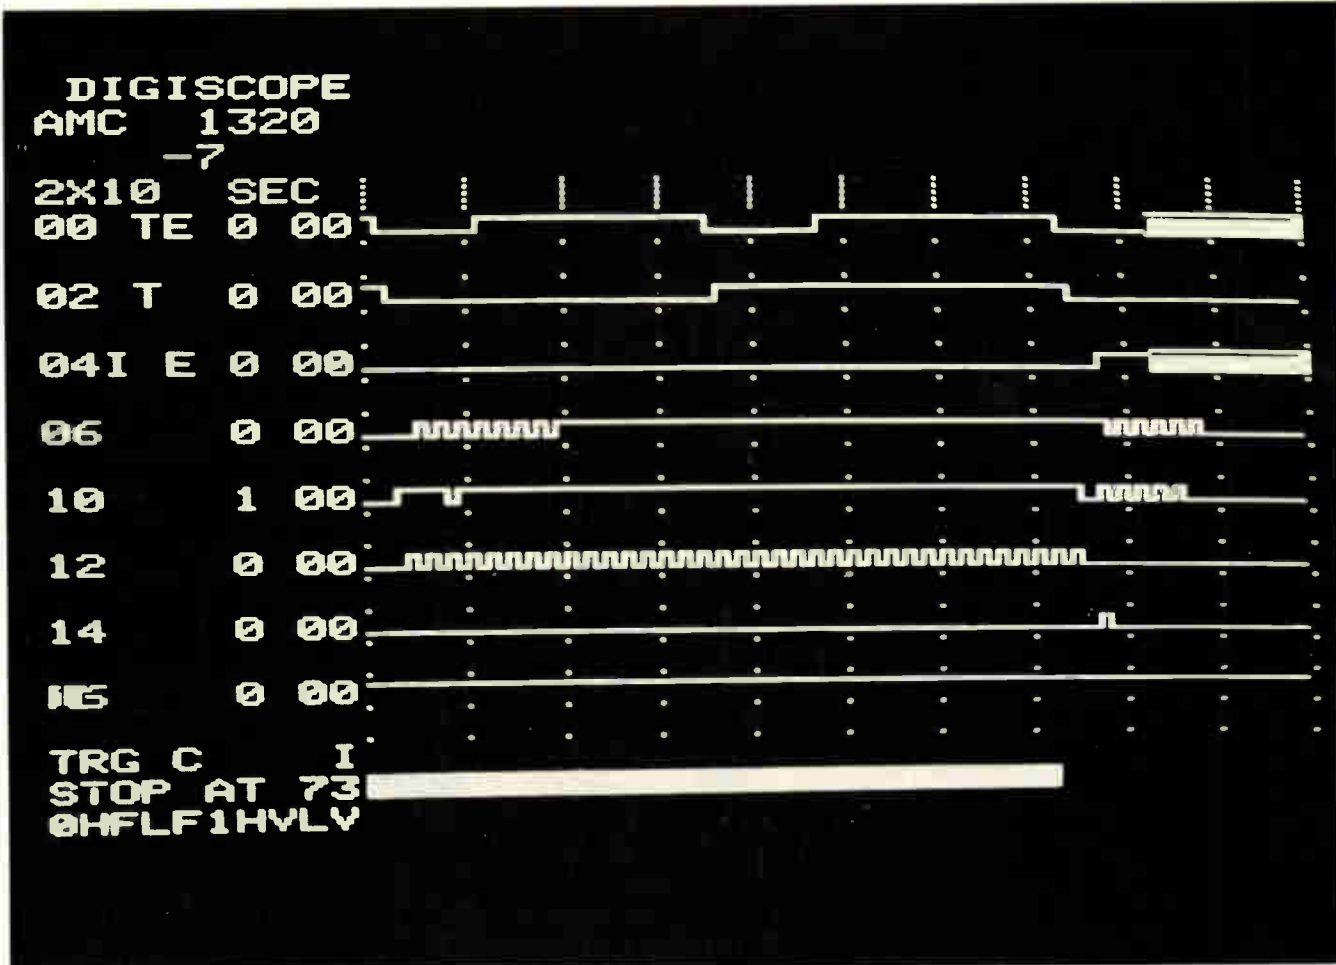 DIGISCOPE
AMC 1320
-7
2X10 SEC
00 TE 0 00
02 T 0 00
04I E 0 00
06 0 00
10 1 00
12 0 00
14 0 00
0 00
TRG C I
STOP AT 73
0HFLF1HVLV